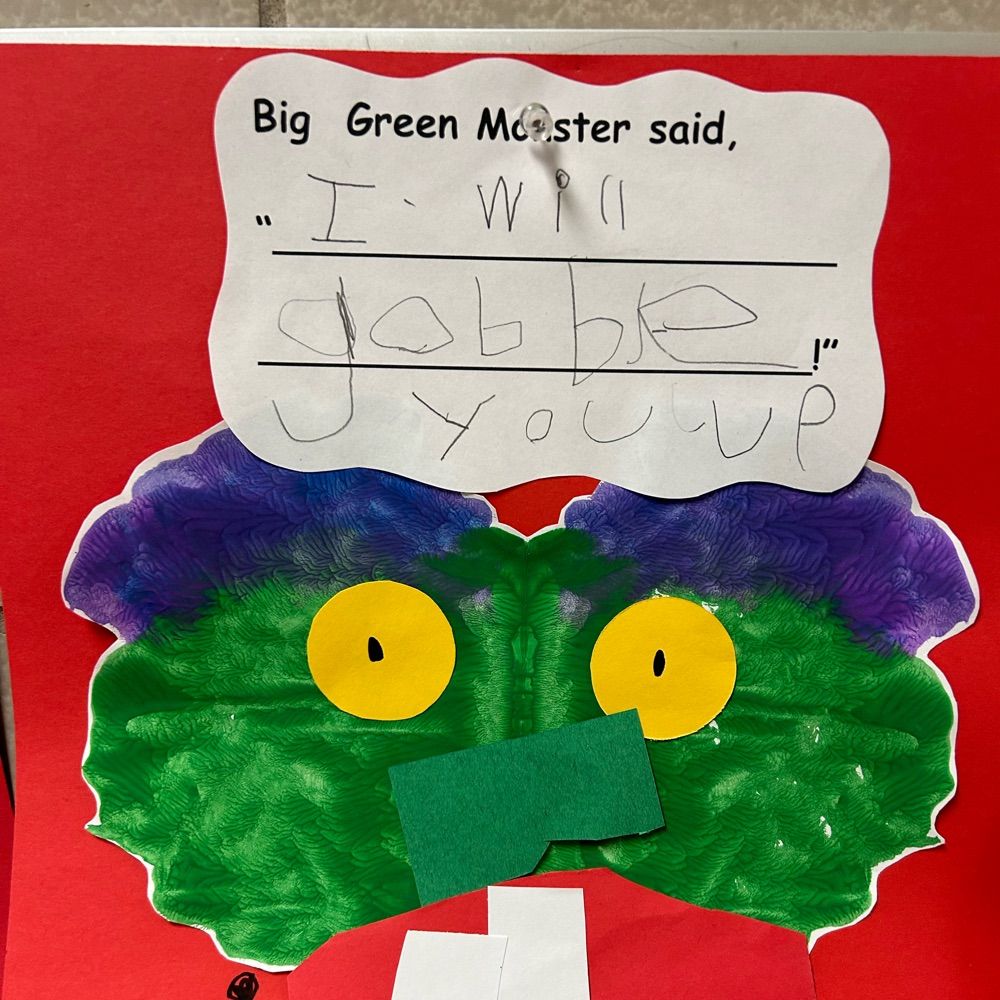 Big Green Monster said,
“ I will
gobble !”
you up